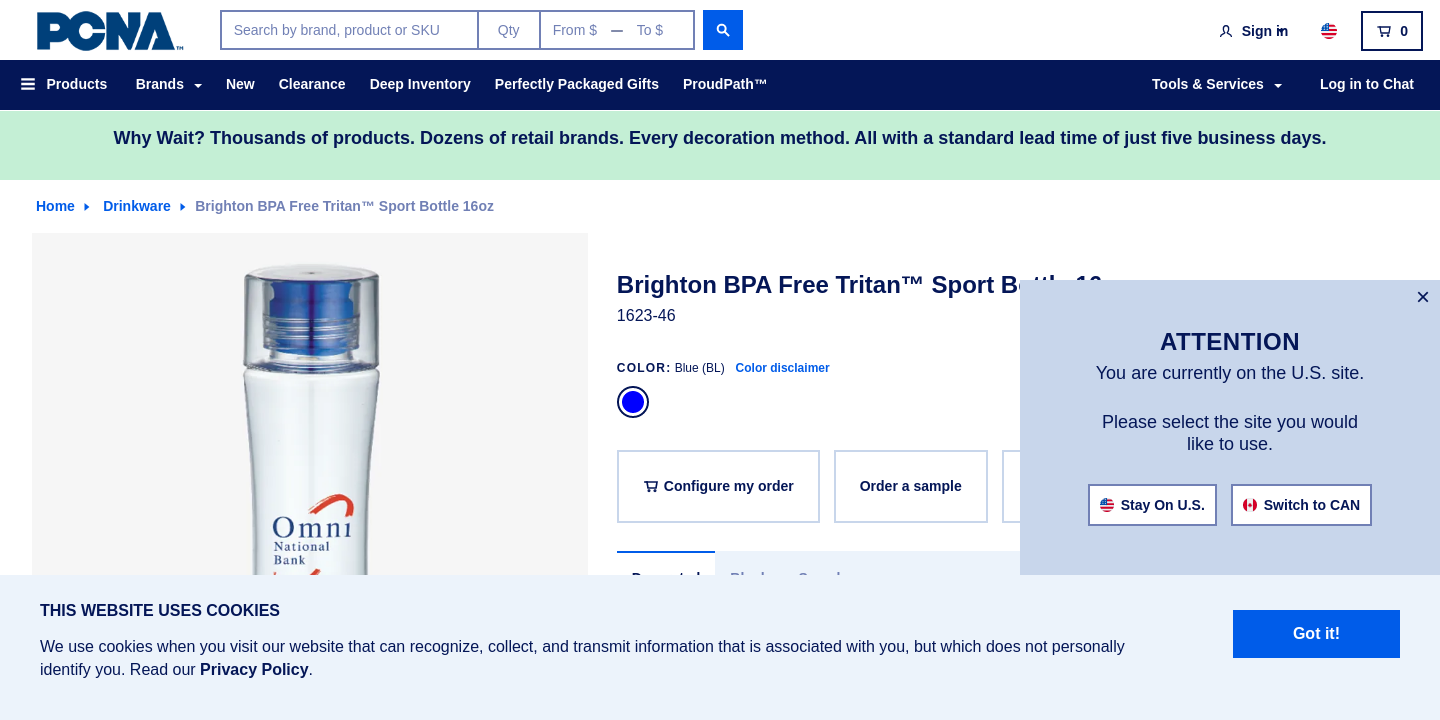 PCNA™
Search by brand, product or SKU
Qty
From $ — To $
Sign in
0
Products
Brands
New
Clearance
Deep Inventory
Perfectly Packaged Gifts
ProudPath™
Tools & Services
Log in to Chat
Why Wait? Thousands of products. Dozens of retail brands. Every decoration method. All with a standard lead time of just five business days.
Home
Drinkware
Brighton BPA Free Tritan™ Sport Bottle 16oz
Omni
National
Bank
Brighton BPA Free Tritan™ Sport Bottle 16
1623-46
COLOR: Blue (BL) Color disclaimer
Configure my order
Order a sample
×
ATTENTION
You are currently on the U.S. site.
Please select the site you would
like to use.
Stay On U.S.
Switch to CAN
THIS WEBSITE USES COOKIES
We use cookies when you visit our website that can recognize, collect, and transmit information that is associated with you, but which does not personally
identify you. Read our Privacy Policy.
Got it!